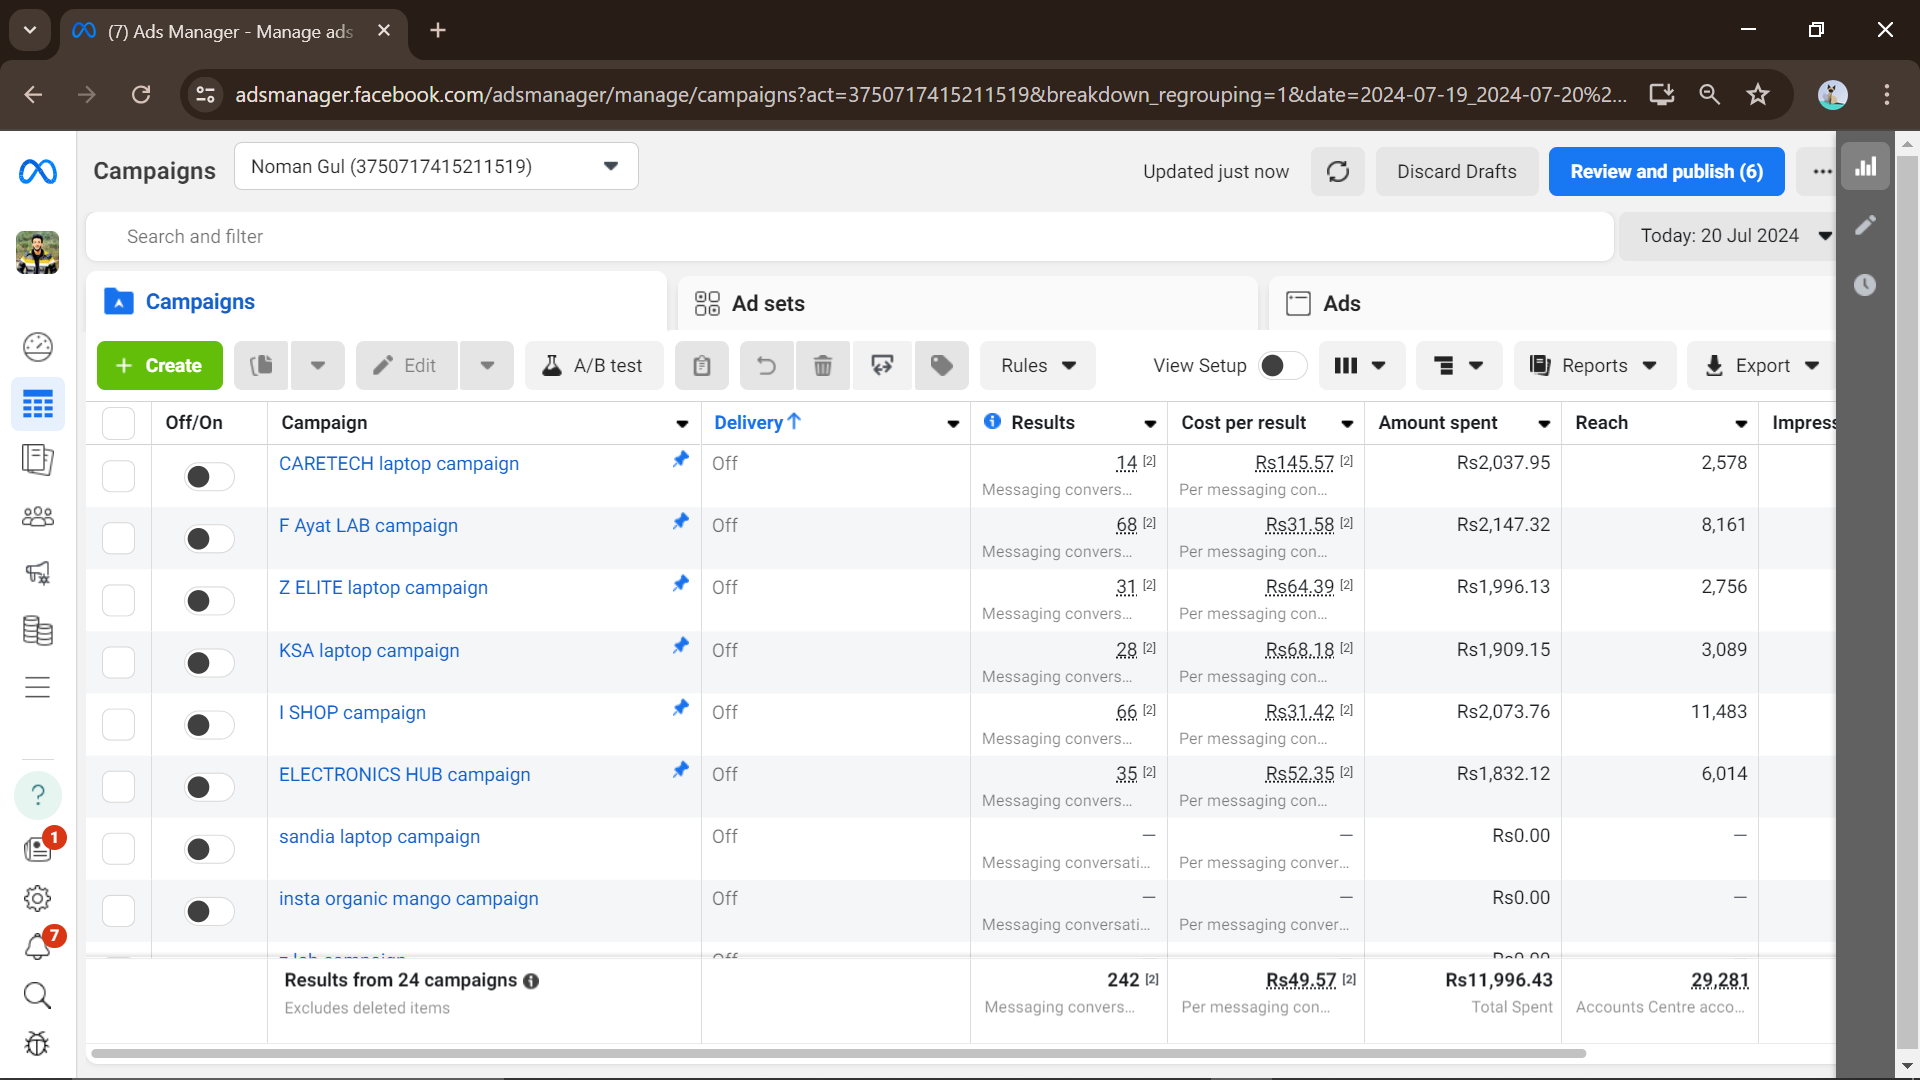 (7) Ads Manager - Manage ads
adsmanager.facebook.com/adsmanager/manage/campaigns?act=3750717415211519&breakdown_regrouping=1&date=2024-07-19_2024-07-20%2...
Campaigns
Noman Gul (3750717415211519)
Updated just now
Discard Drafts
Review and publish (6)
Search and filter
Today: 20 Jul 2024
Campaigns
Ad sets
Ads
+ Create
Edit
A/B test
Rules
View Setup
Reports
Export
Off/On Campaign Delivery↑ Results Cost per result Amount spent Reach Impress
CARETECH laptop campaign Off 14 [2] Rs145.57 [2] Rs2,037.95 2,578
Messaging convers... Per messaging con...
F Ayat LAB campaign Off 68 [2] Rs31.58 [2] Rs2,147.32 8,161
Messaging convers... Per messaging con...
Z ELITE laptop campaign Off 31 [2] Rs64.39 [2] Rs1,996.13 2,756
Messaging convers... Per messaging con...
KSA laptop campaign Off 28 [2] Rs68.18 [2] Rs1,909.15 3,089
Messaging convers... Per messaging con...
I SHOP campaign Off 66 [2] Rs31.42 [2] Rs2,073.76 11,483
Messaging convers... Per messaging con...
ELECTRONICS HUB campaign Off 35 [2] Rs52.35 [2] Rs1,832.12 6,014
Messaging convers... Per messaging con...
sandia laptop campaign Off — — Rs0.00 —
Messaging conversati... Per messaging conver...
insta organic mango campaign Off — — Rs0.00 —
Messaging conversati... Per messaging conver...
Results from 24 campaigns 242 [2] Rs49.57 [2] Rs11,996.43 29,281
Excludes deleted items Messaging convers... Per messaging con... Total Spent Accounts Centre acco...
?
1
7